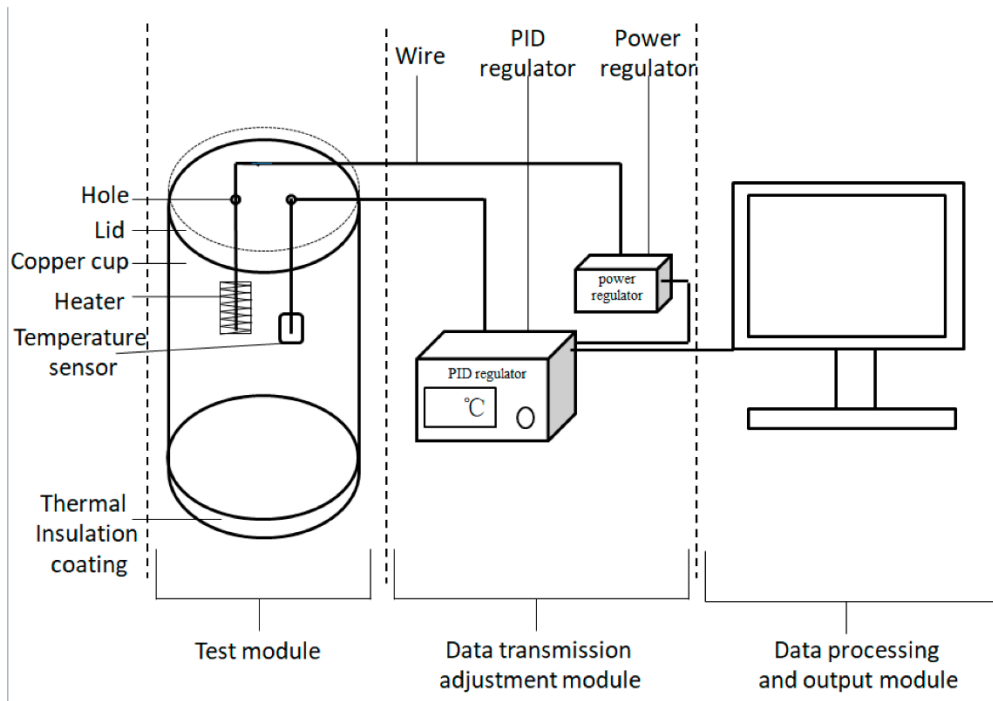 Wire
PID
regulator
Power
regulator
Hole
Lid
Copper cup
Heater
Temperature
sensor
power
regulator
PID regulator
℃
Thermal
Insulation
coating
Test module
Data transmission
adjustment module
Data processing
and output module